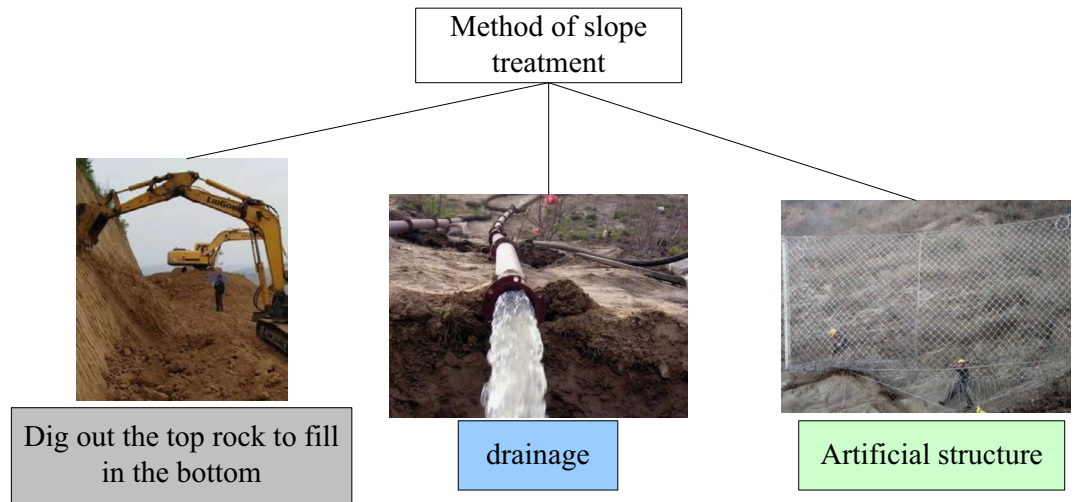 Method of slope
treatment
LIUGONG
Dig out the top rock to fill
in the bottom
drainage
Artificial structure